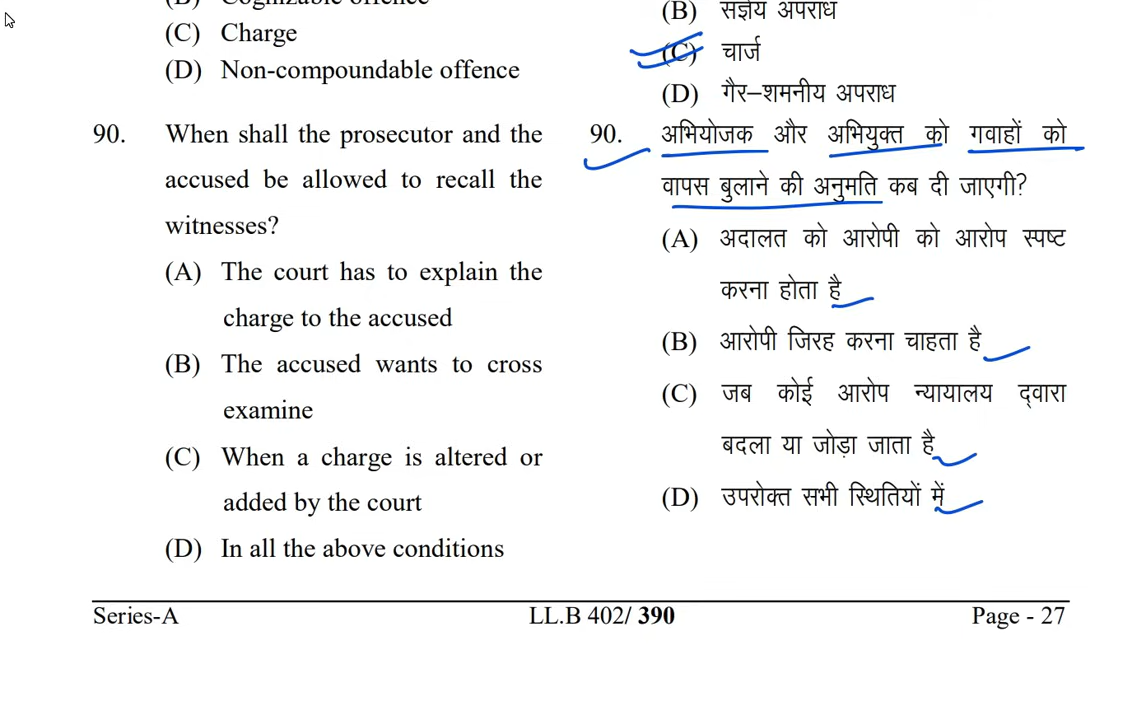 (B) Cognizable offence
(C) Charge
(D) Non-compoundable offence
90. When shall the prosecutor and the
accused be allowed to recall the
witnesses?
(A) The court has to explain the
charge to the accused
(B) The accused wants to cross
examine
(C) When a charge is altered or
added by the court
(D) In all the above conditions
(B) संज्ञेय अपराध
(C) चार्ज
(D) गैर–शमनीय अपराध
90. अभियोजक और अभियुक्त को गवाहों को
वापस बुलाने की अनुमति कब दी जाएगी?
(A) अदालत को आरोपी को आरोप स्पष्ट
करना होता है
(B) आरोपी जिरह करना चाहता है
(C) जब कोई आरोप न्यायालय द्वारा
बदला या जोड़ा जाता है
(D) उपरोक्त सभी स्थितियों में
Series-A LL.B 402/ 390 Page - 27